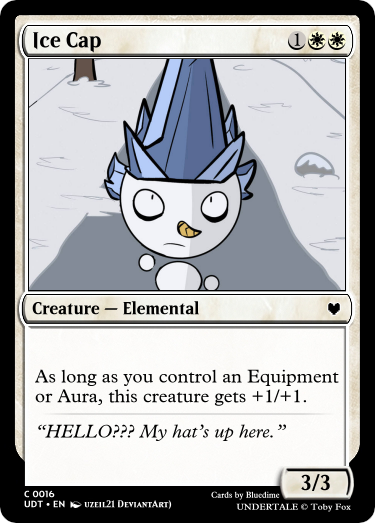 Ice Cap 1
Creature — Elemental
As long as you control an Equipment
or Aura, this creature gets +1/+1.
“HELLO??? My hat's up here.”
3/3
C 0016
UDT • EN uzeil21 DeviantArt)
Cards by Bluedime
UNDERTALE © Toby Fox